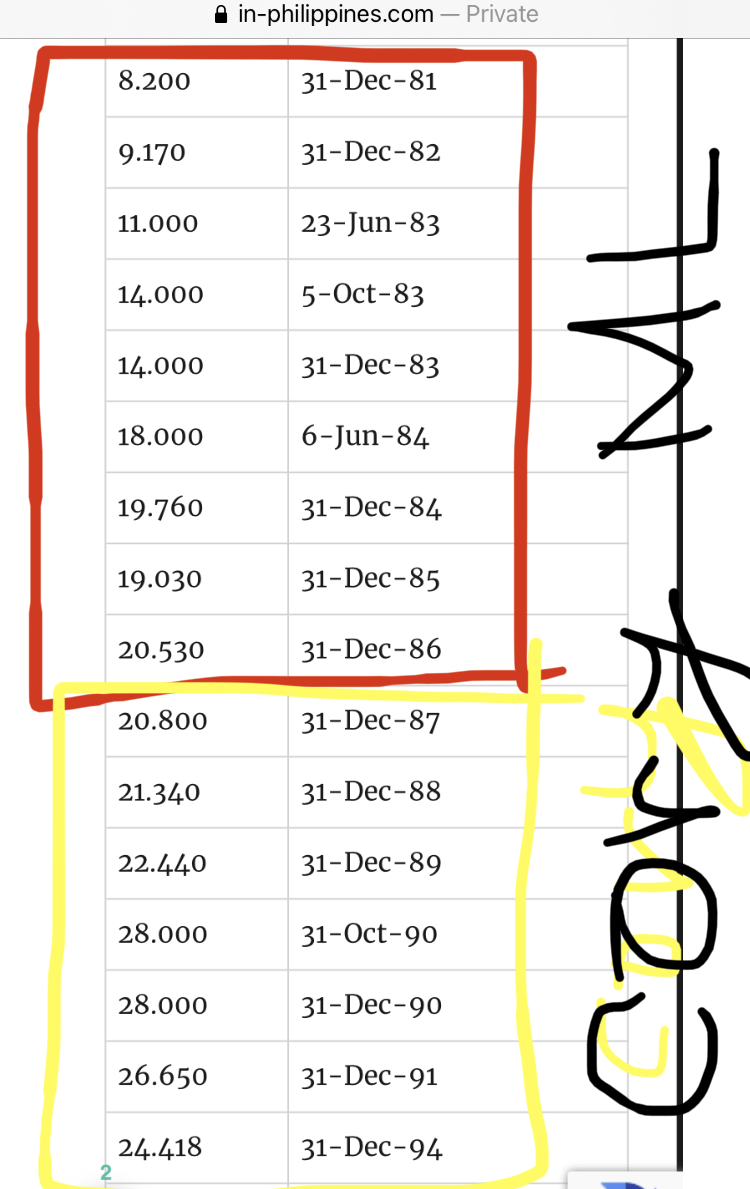 in-philippines.com — Private
8.200 31-Dec-81
9.170 31-Dec-82
11.000 23-Jun-83
14.000 5-Oct-83
14.000 31-Dec-83
18.000 6-Jun-84
19.760 31-Dec-84
19.030 31-Dec-85
20.530 31-Dec-86
20.800 31-Dec-87
21.340 31-Dec-88
22.440 31-Dec-89
28.000 31-Oct-90
28.000 31-Dec-90
26.650 31-Dec-91
24.418 31-Dec-94
2